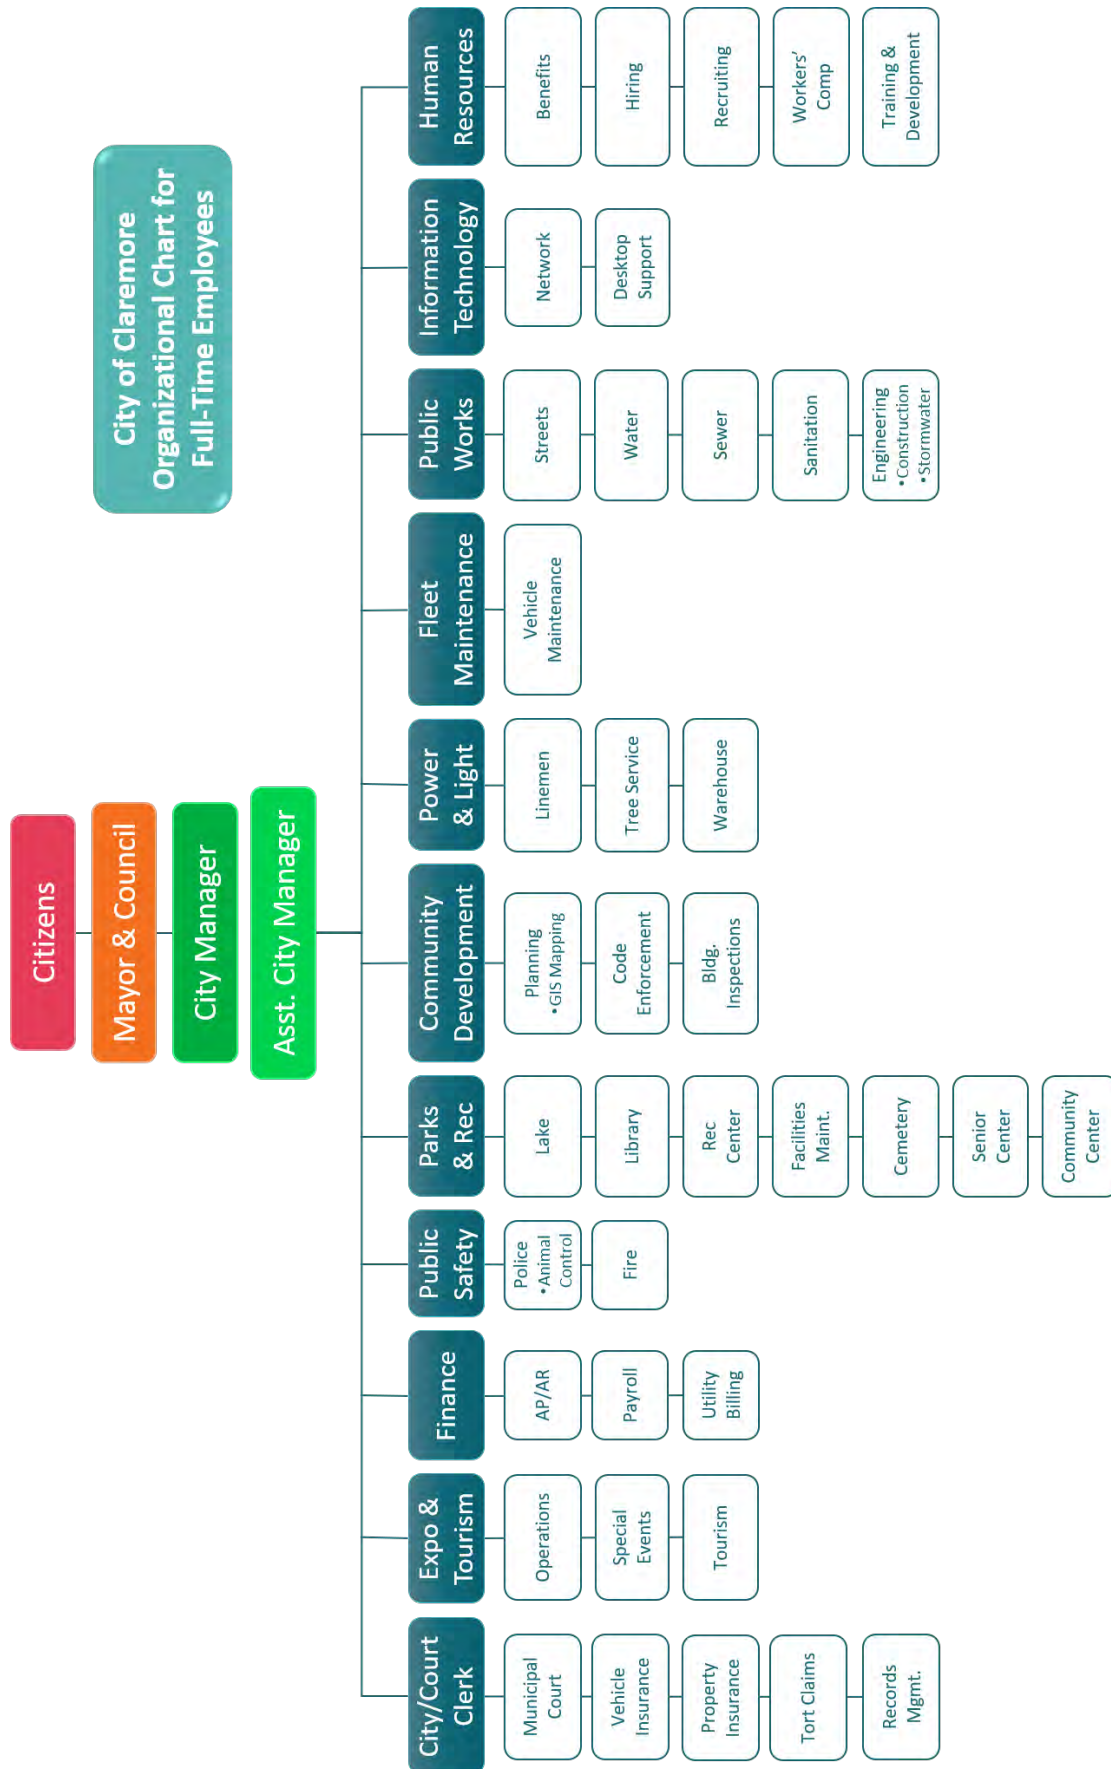 City of Claremore
Organizational Chart for
Full-Time Employees
Citizens
Mayor & Council
City Manager
Asst. City Manager
City/Court
Clerk
Municipal
Court
Vehicle
Insurance
Property
Insurance
Tort Claims
Records
Mgmt.
Expo &
Tourism
Operations
Special
Events
Tourism
Finance
AP/AR
Payroll
Utility
Billing
Public
Safety
Police
•Animal
Control
Fire
Parks
& Rec
Lake
Library
Rec
Center
Facilities
Maint.
Cemetery
Senior
Center
Community
Center
Community
Development
Planning
•GIS Mapping
Code
Enforcement
Bldg.
Inspections
Power
& Light
Linemen
Tree Service
Warehouse
Fleet
Maintenance
Vehicle
Maintenance
Public
Works
Streets
Water
Sewer
Sanitation
Engineering
•Construction
•Stormwater
Information
Technology
Network
Desktop
Support
Human
Resources
Benefits
Hiring
Recruiting
Workers'
Comp
Training &
Development